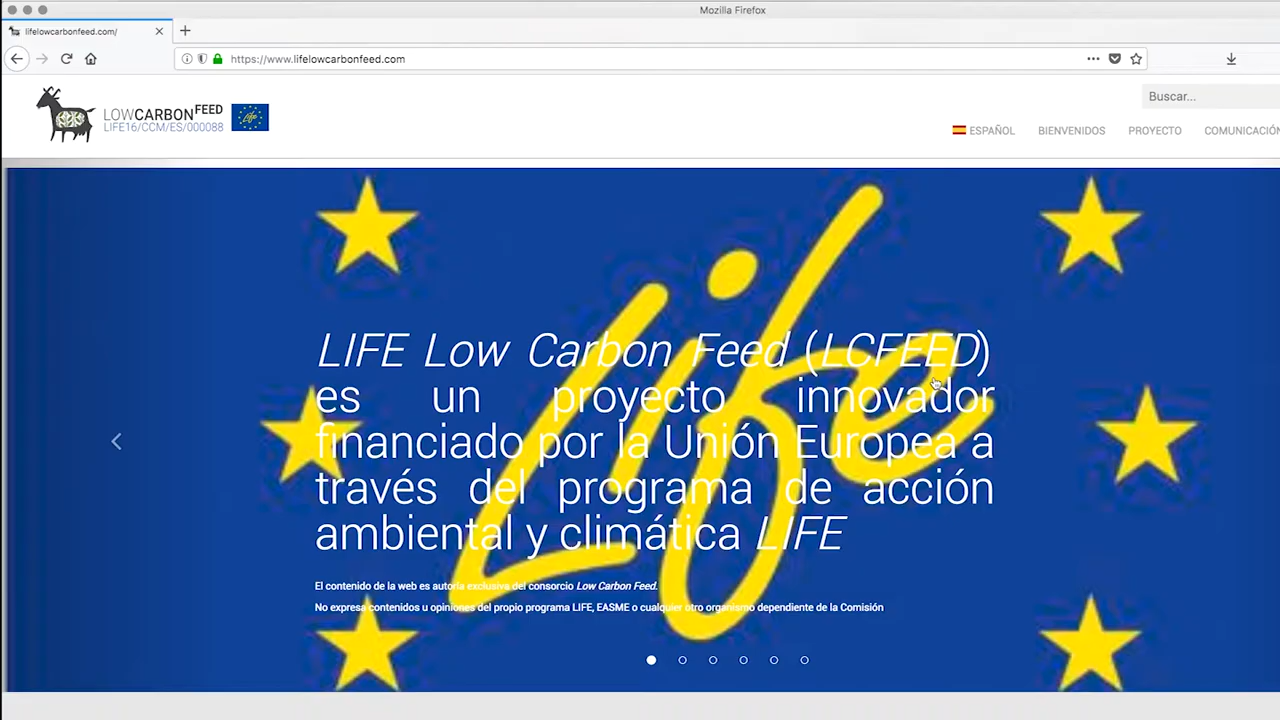 Mozilla Firefox
lifelowcarbonfeed.com/
https://www.lifelowcarbonfeed.com
LOWCARBONFEED
LIFE16/CCM/ES/000088
Life
Buscar...
ESPAÑOL BIENVENIDOS PROYECTO COMUNICACIÓN
Life
LIFE Low Carbon Feed (LCFEED)
es un proyecto innovador
financiado por la Unión Europea a
través del programa de acción
ambiental y climática LIFE
El contenido de la web es autoría exclusiva del consorcio Low Carbon Feed.
No expresa contenidos u opiniones del propio programa LIFE, EASME o cualquier otro organismo dependiente de la Comisión